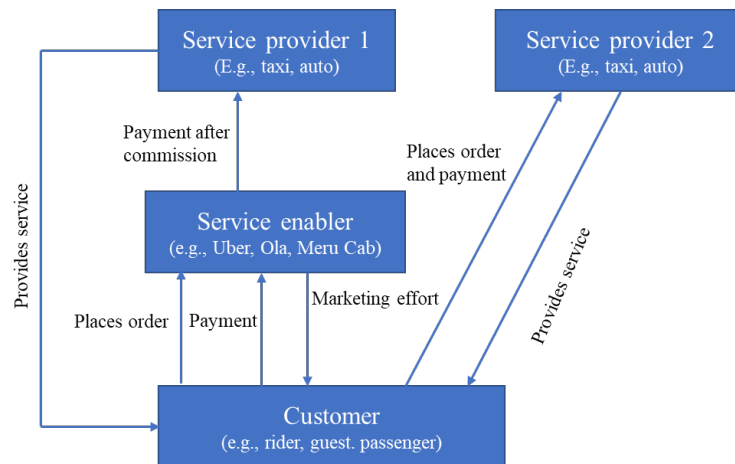 Service provider 1
(E.g., taxi, auto)
Service provider 2
(E.g., taxi, auto)
Payment after
commission
Places order
and payment
Provides service
Service enabler
(e.g., Uber, Ola, Meru Cab)
Provides service
Places order
Payment
Marketing effort
Customer
(e.g., rider, guest. passenger)